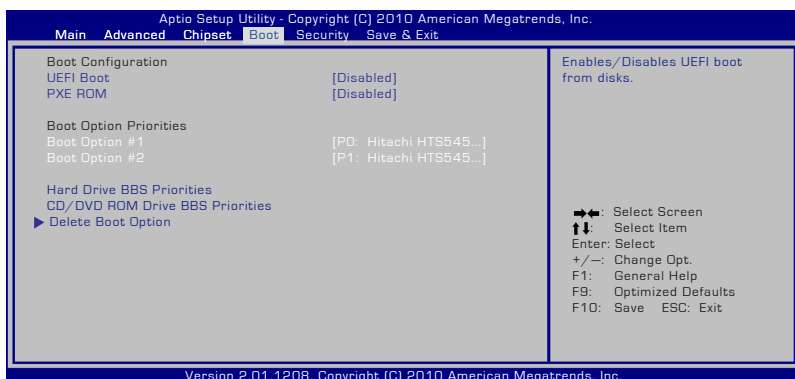 Aptio Setup Utility - Copyright (C) 2010 American Megatrends, Inc.
Main Advanced Chipset Boot Security Save & Exit
Boot Configuration
UEFI Boot [Disabled]
PXE ROM [Disabled]
Boot Option Priorities
Boot Option #1 [P0: Hitachi HTS545...]
Boot Option #2 [P1: Hitachi HTS545...]
Hard Drive BBS Priorities
CD/DVD ROM Drive BBS Priorities
Delete Boot Option
Enables/Disables UEFI boot
from disks.
: Select Screen
: Select Item
Enter: Select
+/—: Change Opt.
F1: General Help
F9: Optimized Defaults
F10: Save ESC: Exit
Version 2.01.1208. Copyright (C) 2010 American Megatrends, Inc.